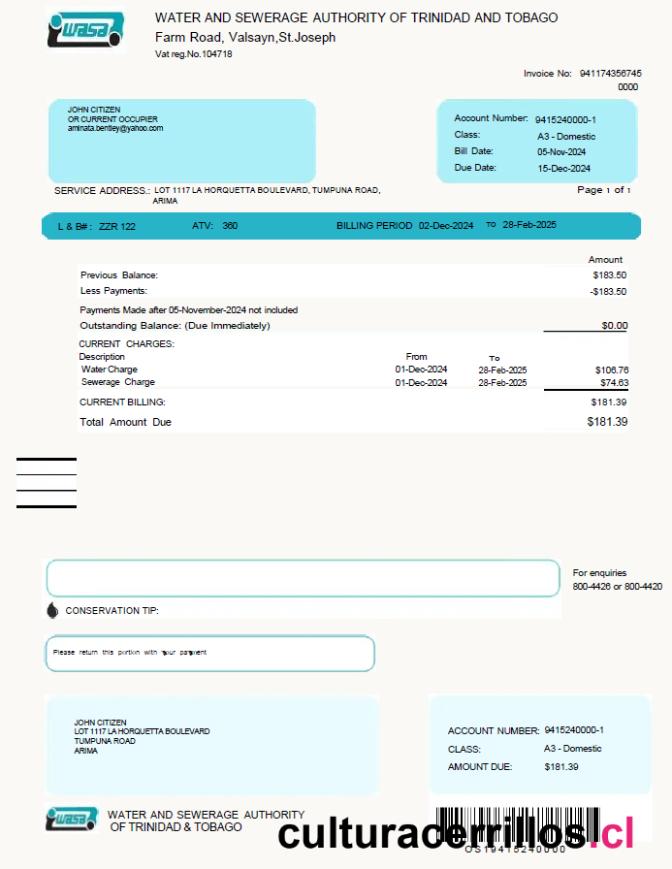 wasa
WATER AND SEWERAGE AUTHORITY OF TRINIDAD AND TOBAGO
Farm Road, Valsayn,St.Joseph
Vat reg.No.104718
Invoice No: 941174356745
0000
JOHN CITIZEN
OR CURRENT OCCUPIER
aminata.bentley@yahoo.com
Account Number: 9415240000-1
Class: A3 - Domestic
Bill Date: 05-Nov-2024
Due Date: 15-Dec-2024
SERVICE ADDRESS.: LOT 1117 LA HORQUETTA BOULEVARD, TUMPUNA ROAD,
ARIMA
Page 1 of 1
L & B# : ZZR 122 ATV: 360 BILLING PERIOD 02-Dec-2024 TO 28-Feb-2025
Amount
Previous Balance: $183.50
Less Payments: -$183.50
Payments Made after 05-November-2024 not included
Outstanding Balance: (Due Immediately) $0.00
CURRENT CHARGES:
Description From To
Water Charge 01-Dec-2024 28-Feb-2025 $106.76
Sewerage Charge 01-Dec-2024 28-Feb-2025 $74.63
CURRENT BILLING: $181.39
Total Amount Due $181.39
For enquiries
800-4426 or 800-4420
CONSERVATION TIP:
Please return this portion with your payment
JOHN CITIZEN
LOT 1117 LA HORQUETTA BOULEVARD
TUMPUNA ROAD
ARIMA
ACCOUNT NUMBER: 9415240000-1
CLASS: A3 - Domestic
AMOUNT DUE: $181.39
wasa
WATER AND SEWERAGE AUTHORITY
OF TRINIDAD & TOBAGO
culturacerrillos.cl
OS19415240000